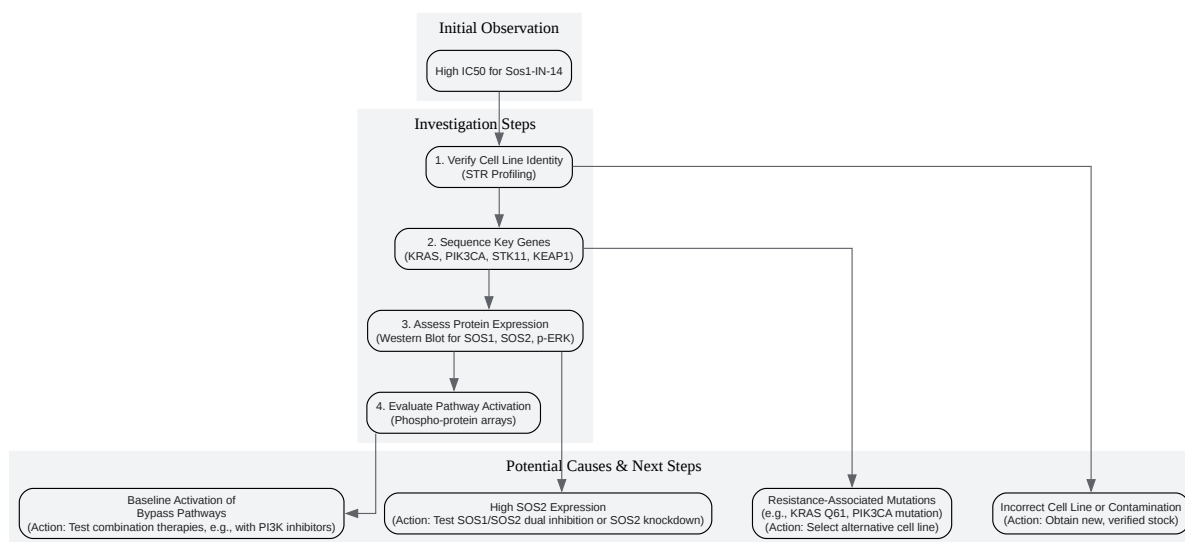 Initial Observation
High IC50 for Sos1-IN-14
Investigation Steps
1. Verify Cell Line Identity
(STR Profiling)
2. Sequence Key Genes
(KRAS, PIK3CA, STK11, KEAP1)
3. Assess Protein Expression
(Western Blot for SOS1, SOS2, p-ERK)
4. Evaluate Pathway Activation
(Phospho-protein arrays)
Potential Causes & Next Steps
Baseline Activation of
Bypass Pathways
(Action: Test combination therapies, e.g., with PI3K inhibitors)
High SOS2 Expression
(Action: Test SOS1/SOS2 dual inhibition or SOS2 knockdown)
Resistance-Associated Mutations
(e.g., KRAS Q61, PIK3CA mutation)
(Action: Select alternative cell line)
Incorrect Cell Line or Contamination
(Action: Obtain new, verified stock)